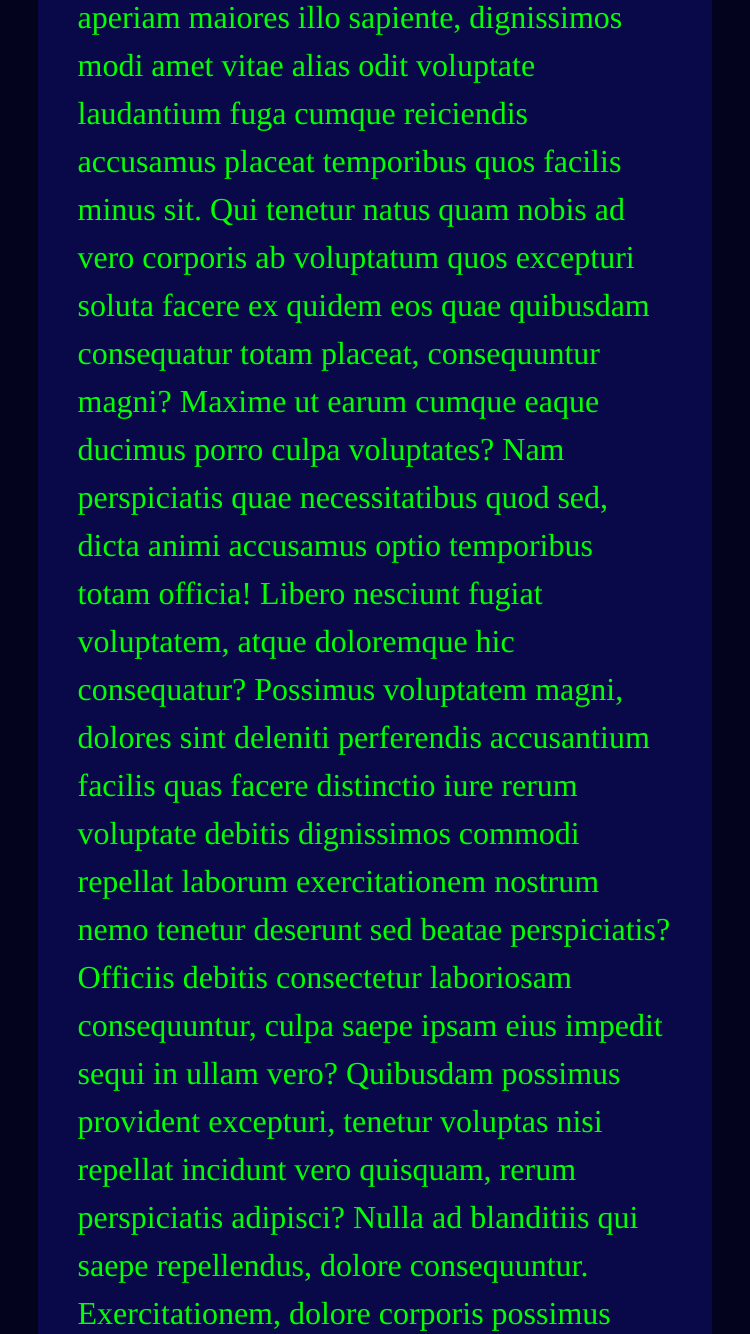 aperiam maiores illo sapiente, dignissimos
modi amet vitae alias odit voluptate
laudantium fuga cumque reiciendis
accusamus placeat temporibus quos facilis
minus sit. Qui tenetur natus quam nobis ad
vero corporis ab voluptatum quos excepturi
soluta facere ex quidem eos quae quibusdam
consequatur totam placeat, consequuntur
magni? Maxime ut earum cumque eaque
ducimus porro culpa voluptates? Nam
perspiciatis quae necessitatibus quod sed,
dicta animi accusamus optio temporibus
totam officia! Libero nesciunt fugiat
voluptatem, atque doloremque hic
consequatur? Possimus voluptatem magni,
dolores sint deleniti perferendis accusantium
facilis quas facere distinctio iure rerum
voluptate debitis dignissimos commodi
repellat laborum exercitationem nostrum
nemo tenetur deserunt sed beatae perspiciatis?
Officiis debitis consectetur laboriosam
consequuntur, culpa saepe ipsam eius impedit
sequi in ullam vero? Quibusdam possimus
provident excepturi, tenetur voluptas nisi
repellat incidunt vero quisquam, rerum
perspiciatis adipisci? Nulla ad blanditiis qui
saepe repellendus, dolore consequuntur.
Exercitationem, dolore corporis possimus